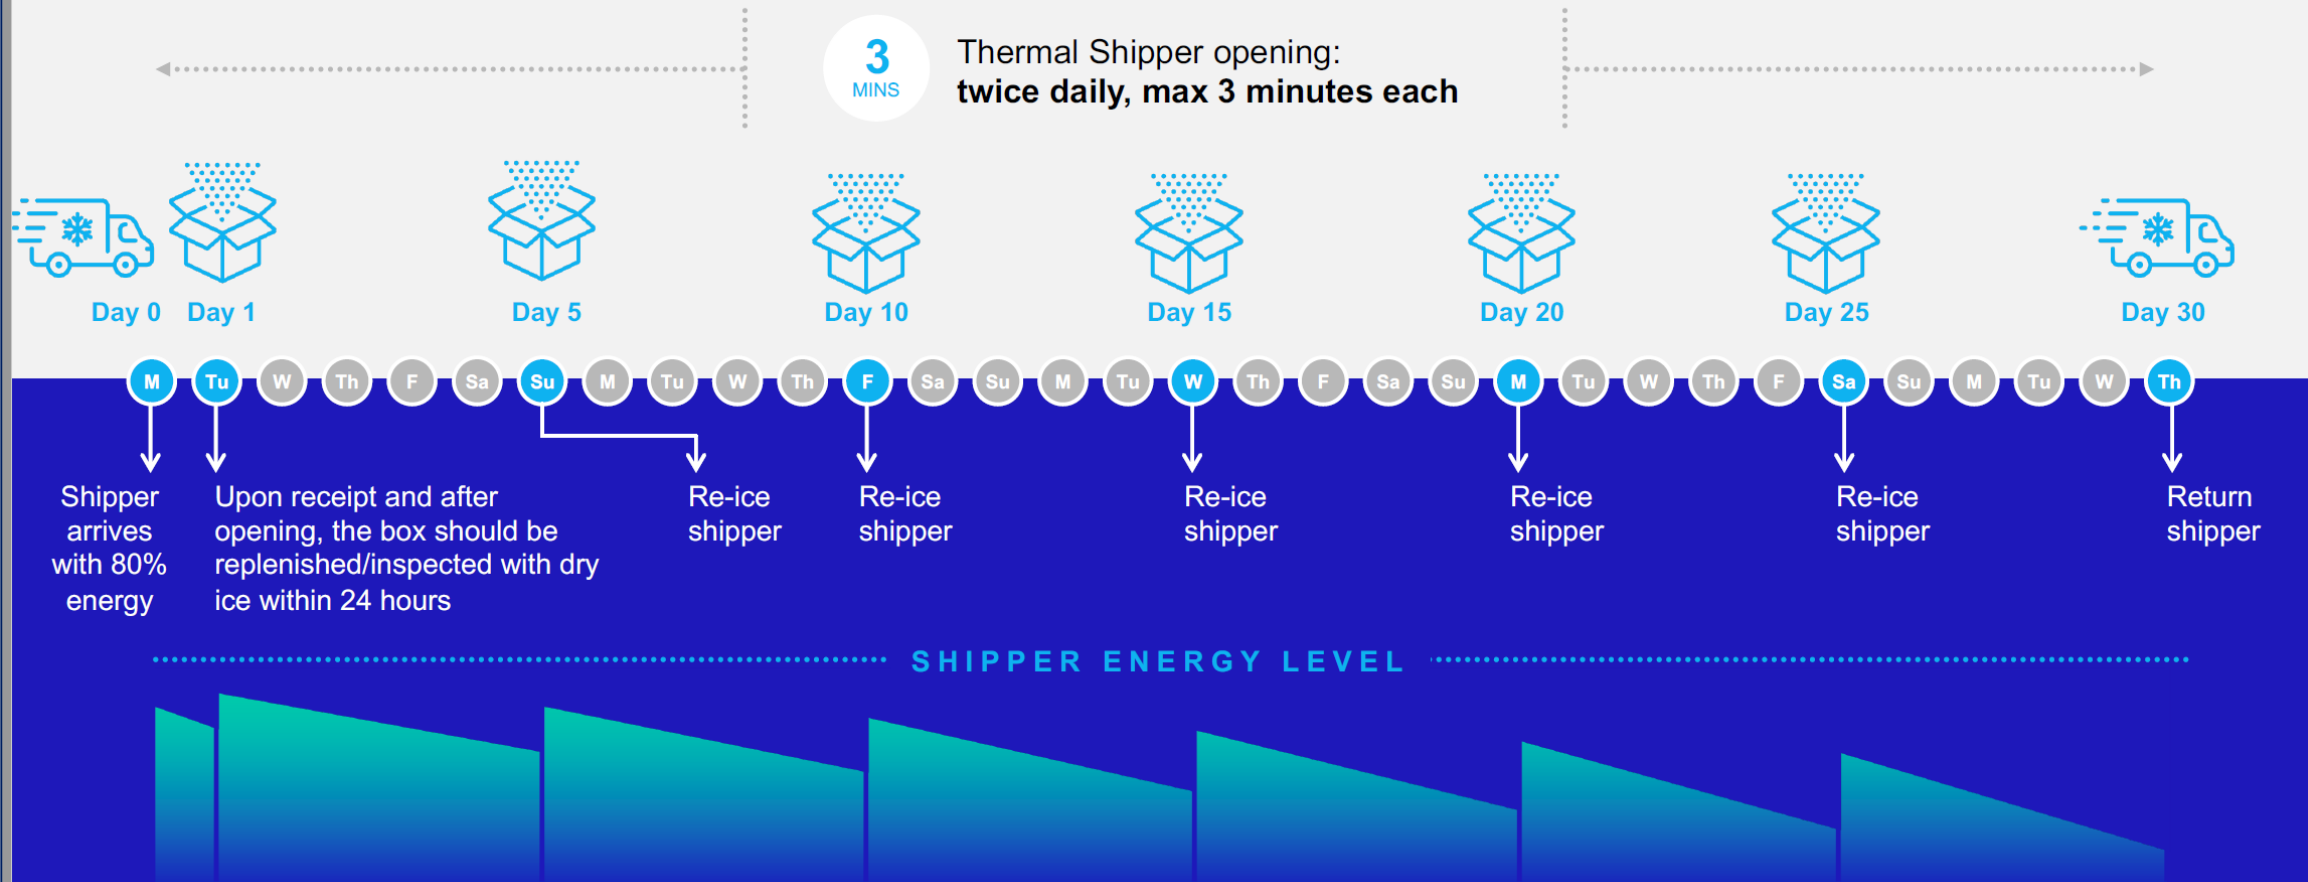 3
MINS
Thermal Shipper opening:
twice daily, max 3 minutes each
Day 0
Day 1
Day 5
Day 10
Day 15
Day 20
Day 25
Day 30
M Tu W Th F Sa Su M Tu W Th F Sa Su M Tu W Th F Sa Su M Tu W Th F Sa Su M Tu W Th
Shipper
arrives
with 80%
energy
Upon receipt and after
opening, the box should be
replenished/inspected with dry
ice within 24 hours
Re-ice
shipper
Re-ice
shipper
Re-ice
shipper
Re-ice
shipper
Re-ice
shipper
Return
shipper
SHIPPER ENERGY LEVEL